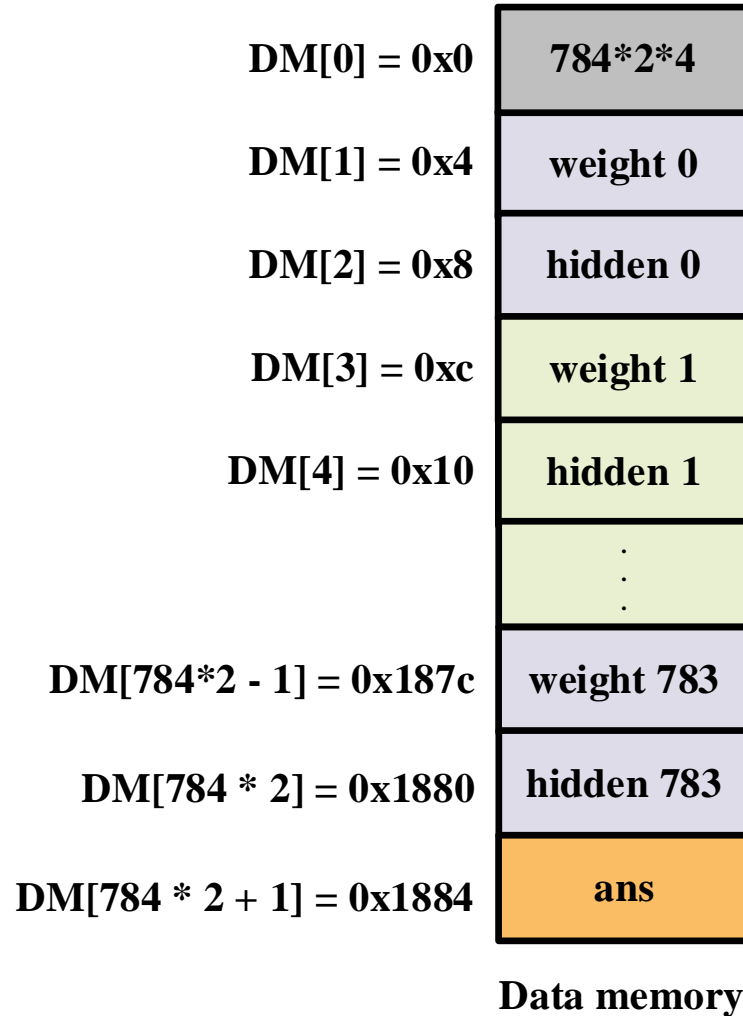 DM[0] = 0x0 784*2*4
DM[1] = 0x4 weight 0
DM[2] = 0x8 hidden 0
DM[3] = 0xc weight 1
DM[4] = 0x10 hidden 1
.
.
.
DM[784*2 - 1] = 0x187c weight 783
DM[784 * 2] = 0x1880 hidden 783
DM[784 * 2 + 1] = 0x1884 ans
Data memory